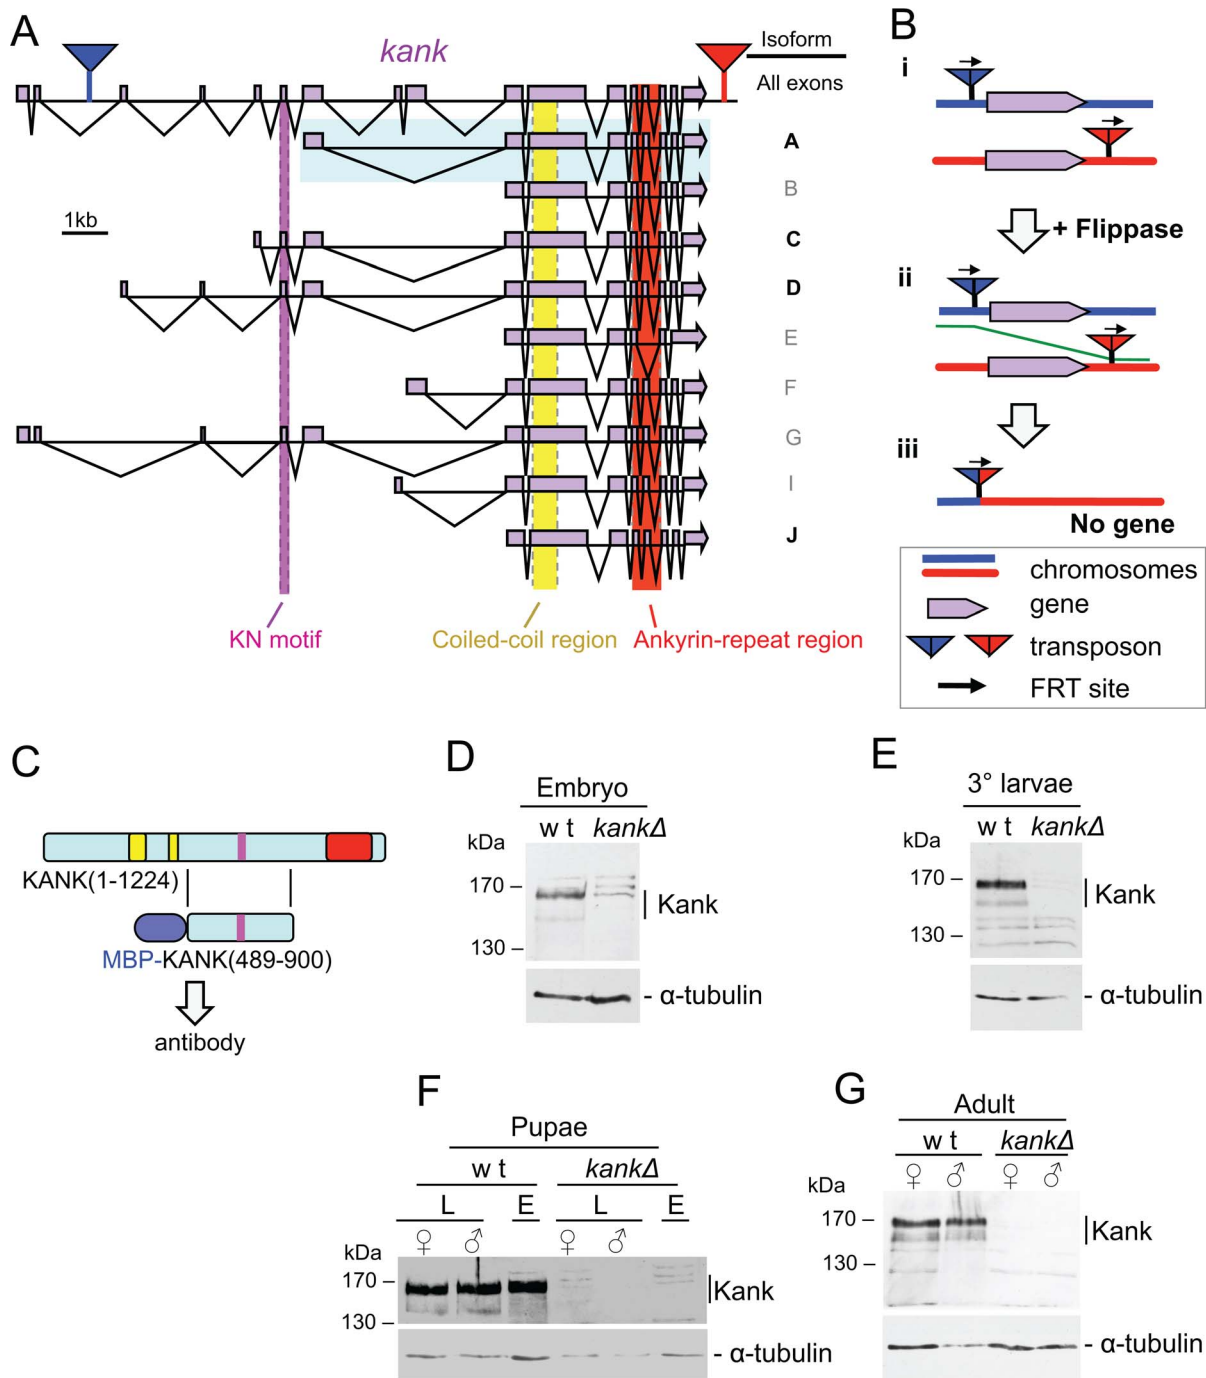 A
kank
Isoform
All exons
A
B
C
D
E
F
G
I
J
1kb
KN motif
Coiled-coil region
Ankyrin-repeat region
B
i
+ Flippase
ii
iii
No gene
chromosomes
gene
transposon
FRT site
C
KANK(1-1224)
MBP-KANK(489-900)
antibody
D
Embryo
w t kankΔ
kDa
170 –
130 –
Kank
- α-tubulin
E
3° larvae
w t kankΔ
kDa
170 –
130 –
Kank
- α-tubulin
F
Pupae
w t kankΔ
L E L E
♀ ♂ ♀ ♂
kDa
170 –
130 –
Kank
- α-tubulin
G
Adult
w t kankΔ
♀ ♂ ♀ ♂
kDa
170 –
130 –
Kank
- α-tubulin